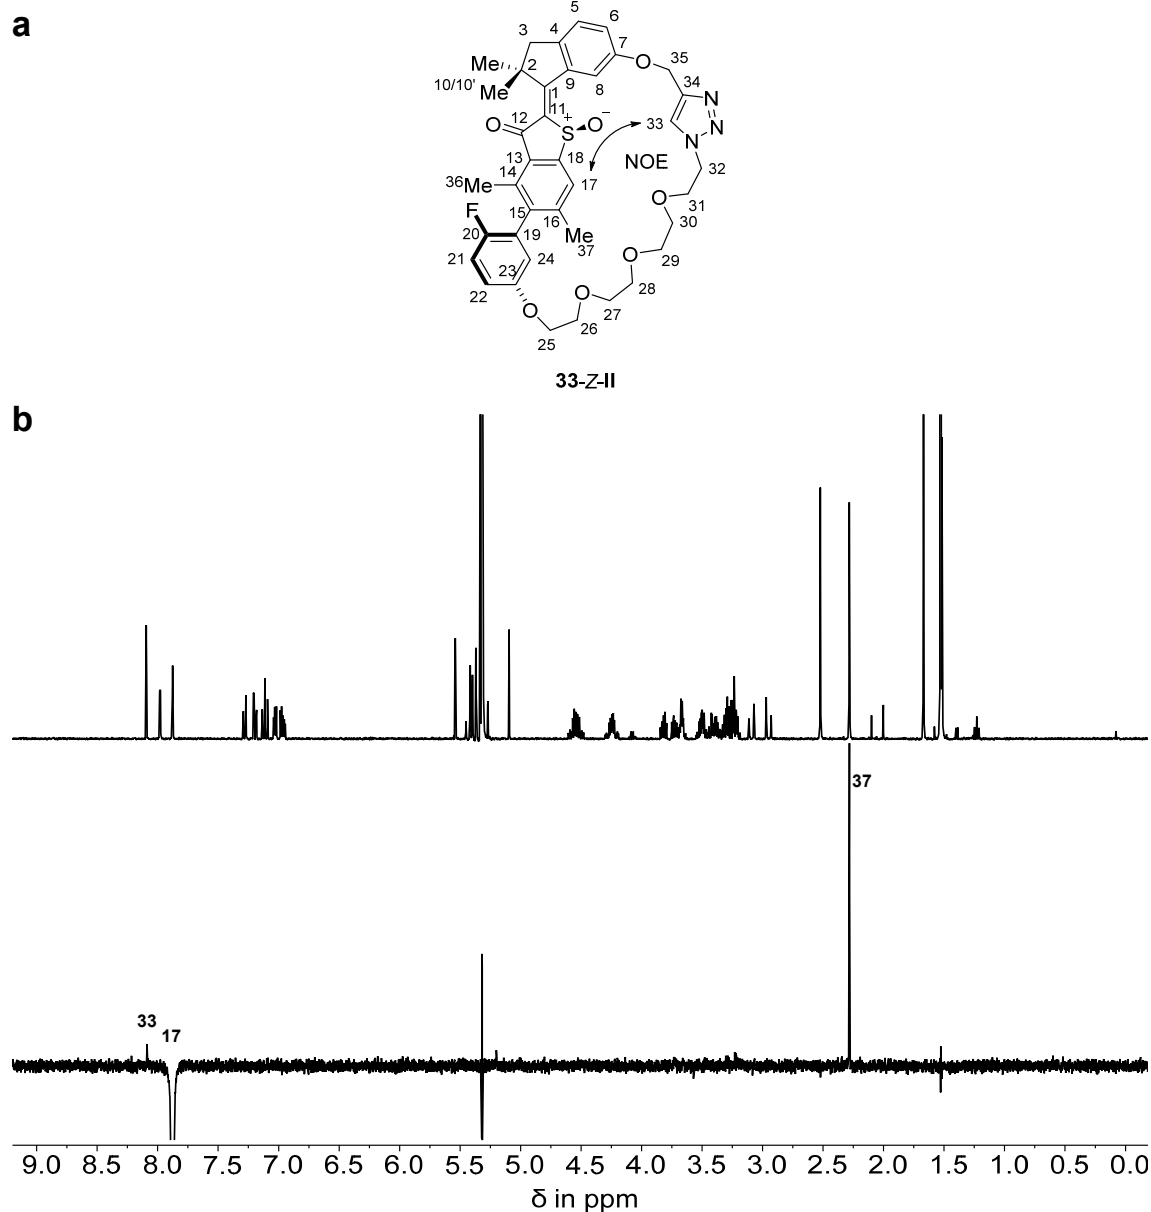 a
5
6
3
4
7
35
Me
2
O
10/10'
Me
9
8
34
1
N
11
N
12
+
O
S
O−
33
N
13
18
NOE
32
14
17
36
Me
O
31
F
15
16
30
20
19
Me
37
O
21
24
29
23
22
O
28
O
27
26
25
33-Z-II
b
37
33
17
9.0 8.5 8.0 7.5 7.0 6.5 6.0 5.5 5.0 4.5 4.0 3.5 3.0 2.5 2.0 1.5 1.0 0.5 0.0
δ in ppm